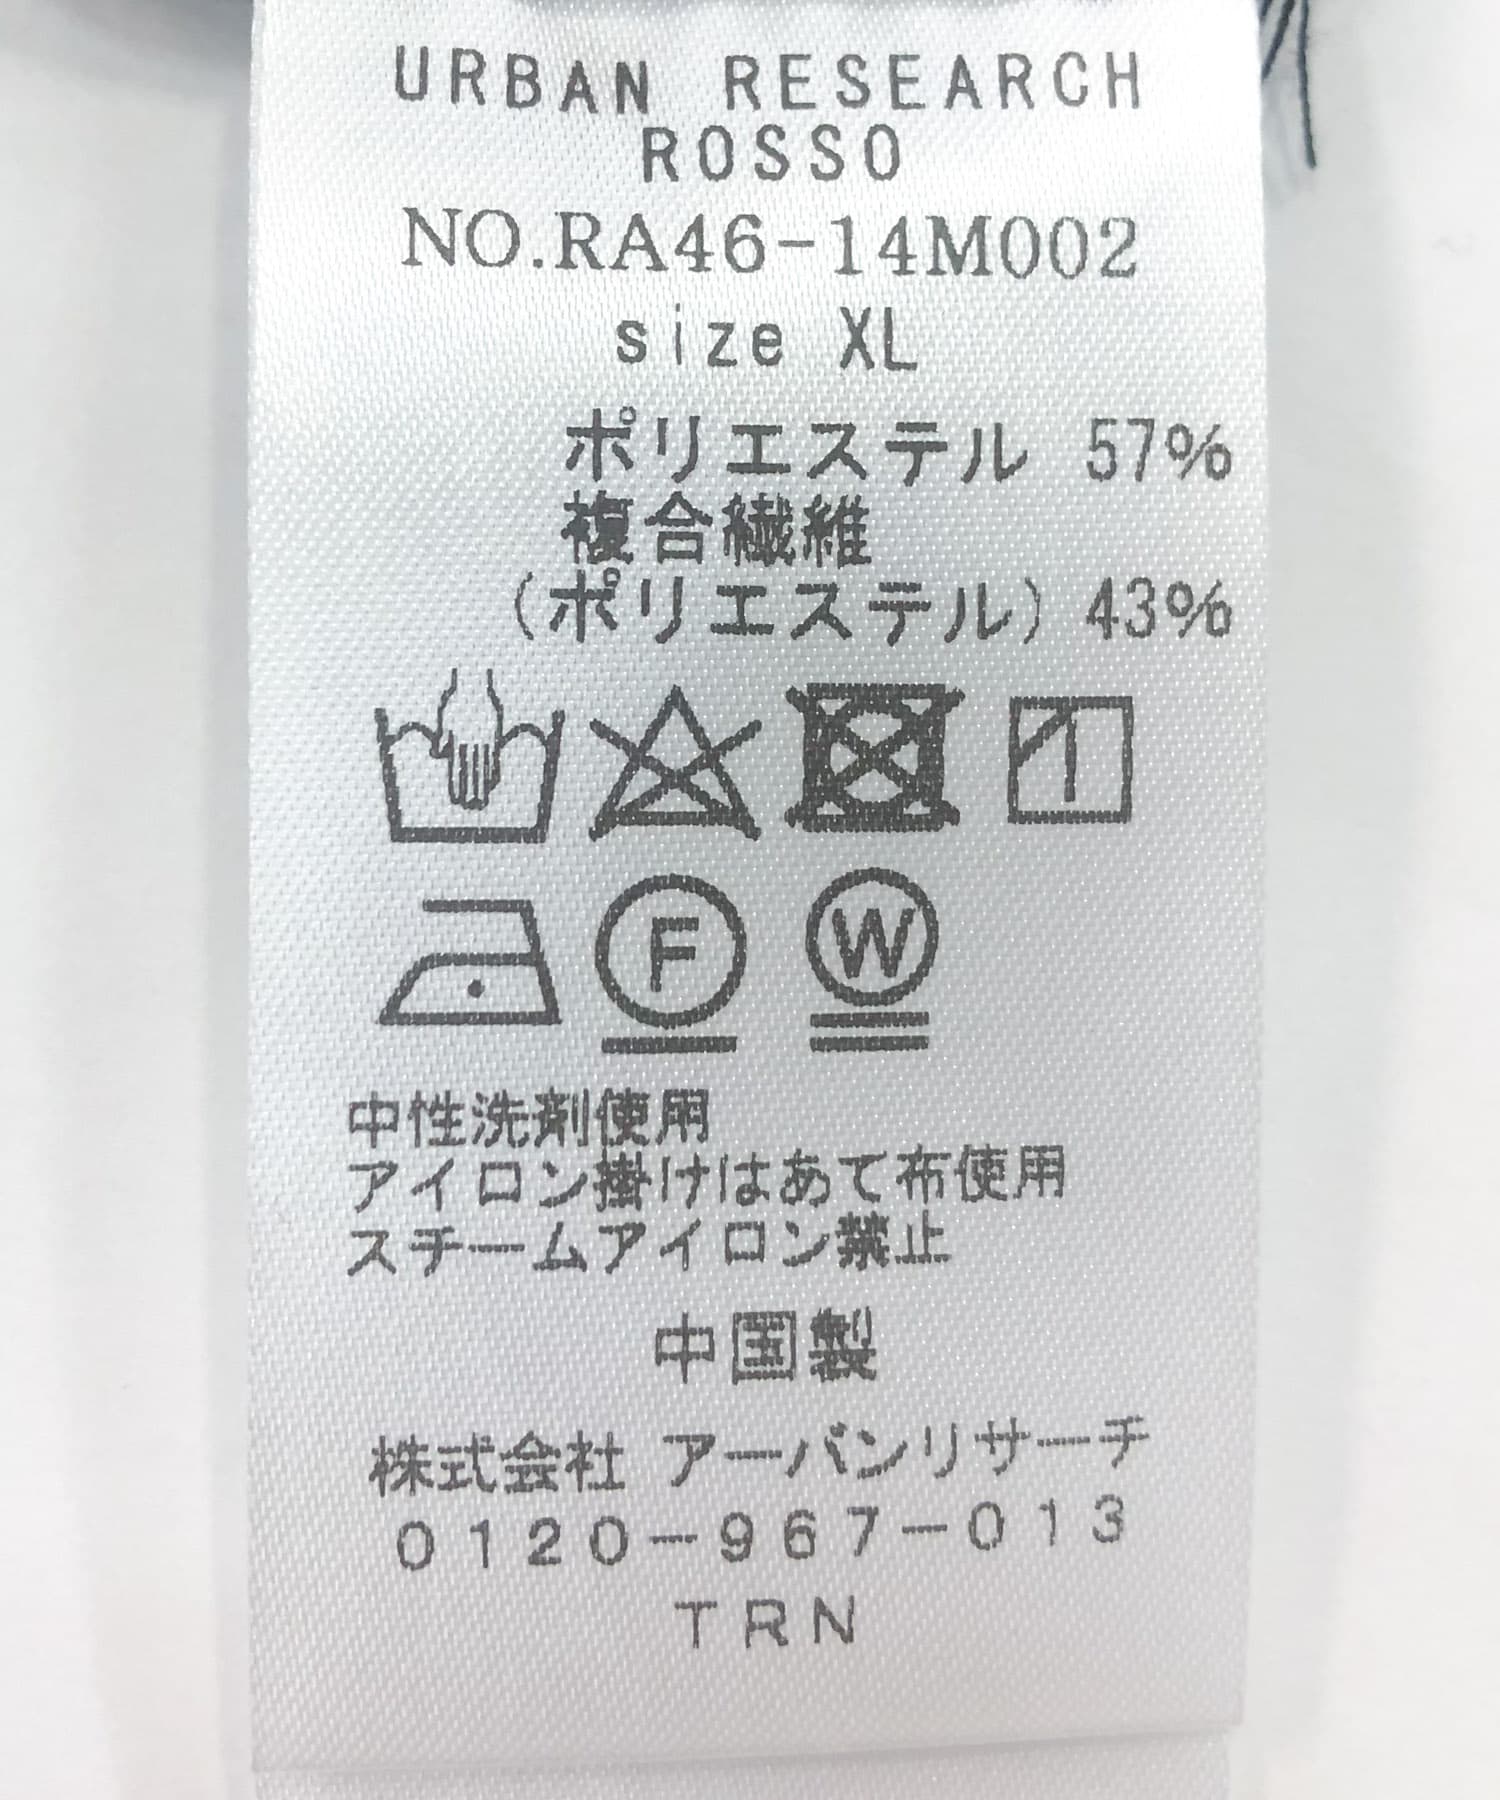 URBAN RESEARCH
ROSSO
NO.RA46-14M002
size XL
ポリエステル 57%
複合繊維
(ポリエステル) 43%
F W
中性洗剤使用
アイロン掛けはあて布使用
スチームアイロン禁止
中国製
株式会社 アーバンリサーチ
0120-967-013
TRN